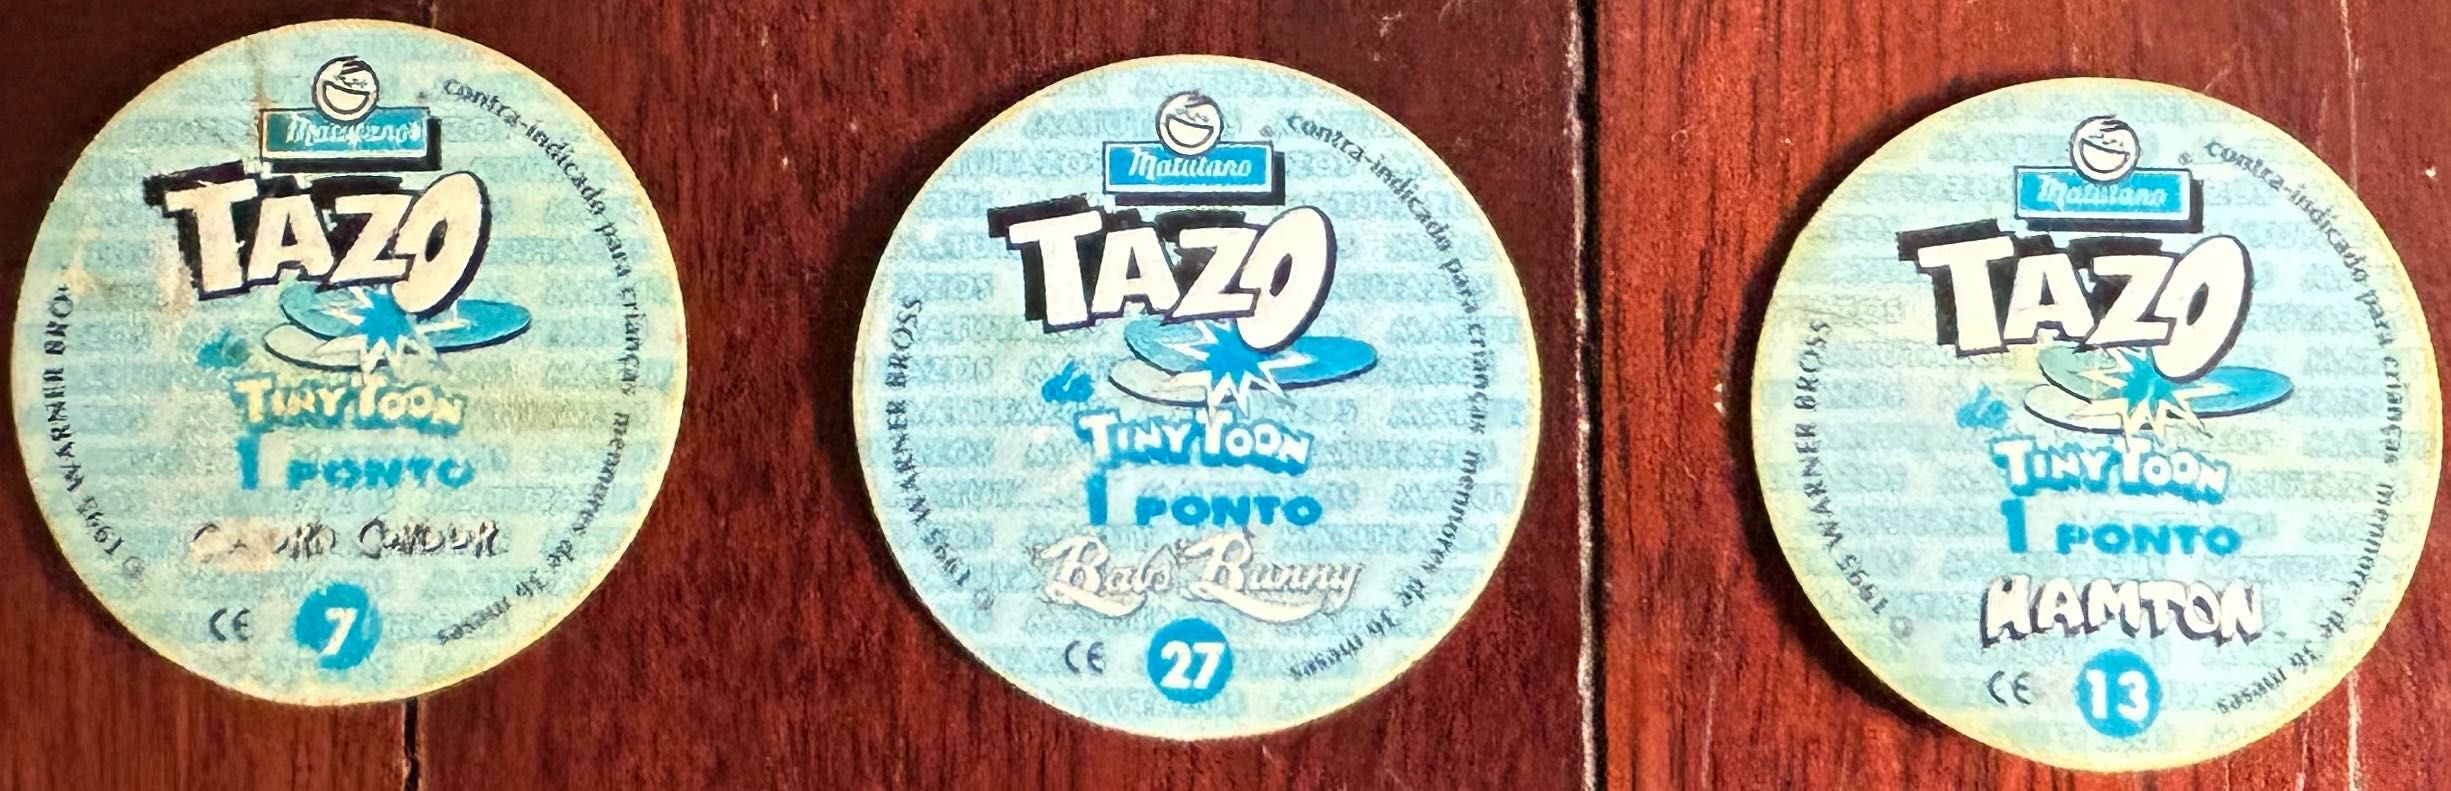 Matutano
TAZO
de
TINY TOON
1 PONTO
CE
7
contra-indicado para crianças menores de 36 meses
© 1995 WARNER BRO
Matutano
TAZO
de
TINY TOON
1 PONTO
Babs Bunny
CE
27
contra-indicado para crianças mennores de 36 meses
© 1995 WARNER BROSS
Matutano
TAZO
de
TINY TOON
1 PONTO
HAMTON
CE
13
contra-indicado para crianças mennores de 36 meses
© 1995 WARNER BROSS